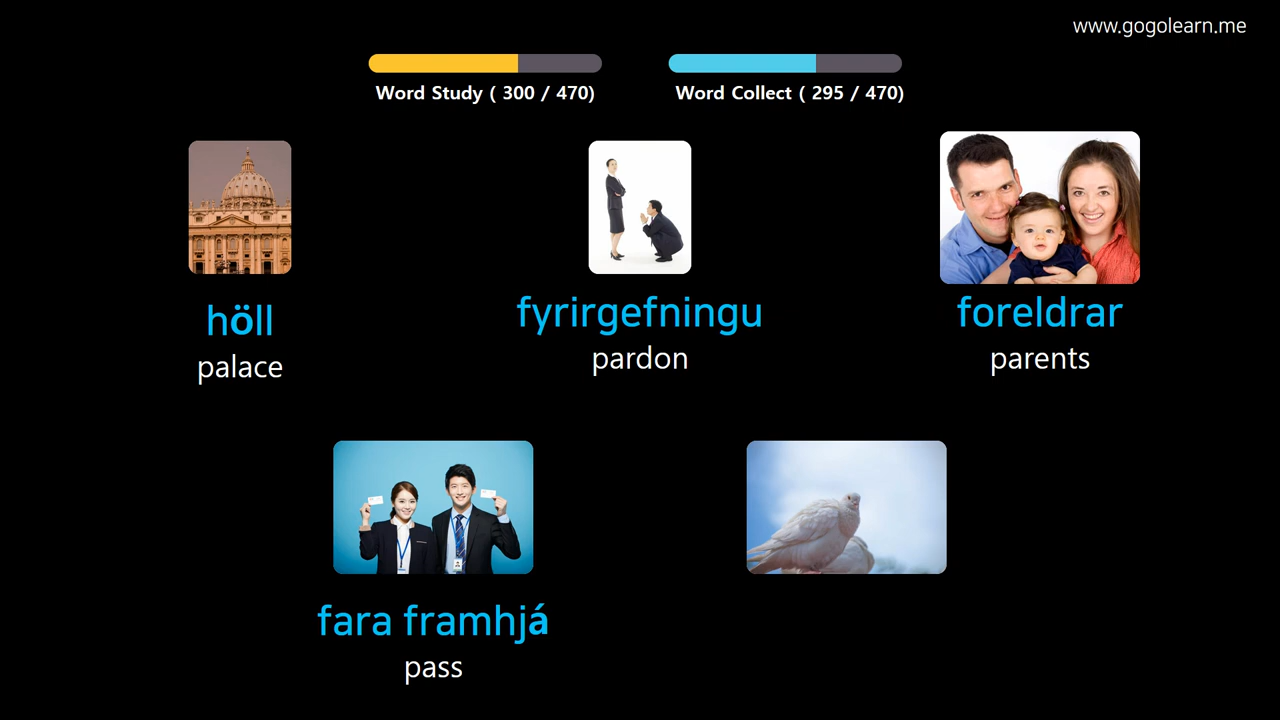 www.gogolearn.me
Word Study ( 300 / 470)
Word Collect ( 295 / 470)
höll
palace
fyrirgefningu
pardon
foreldrar
parents
fara framhjá
pass